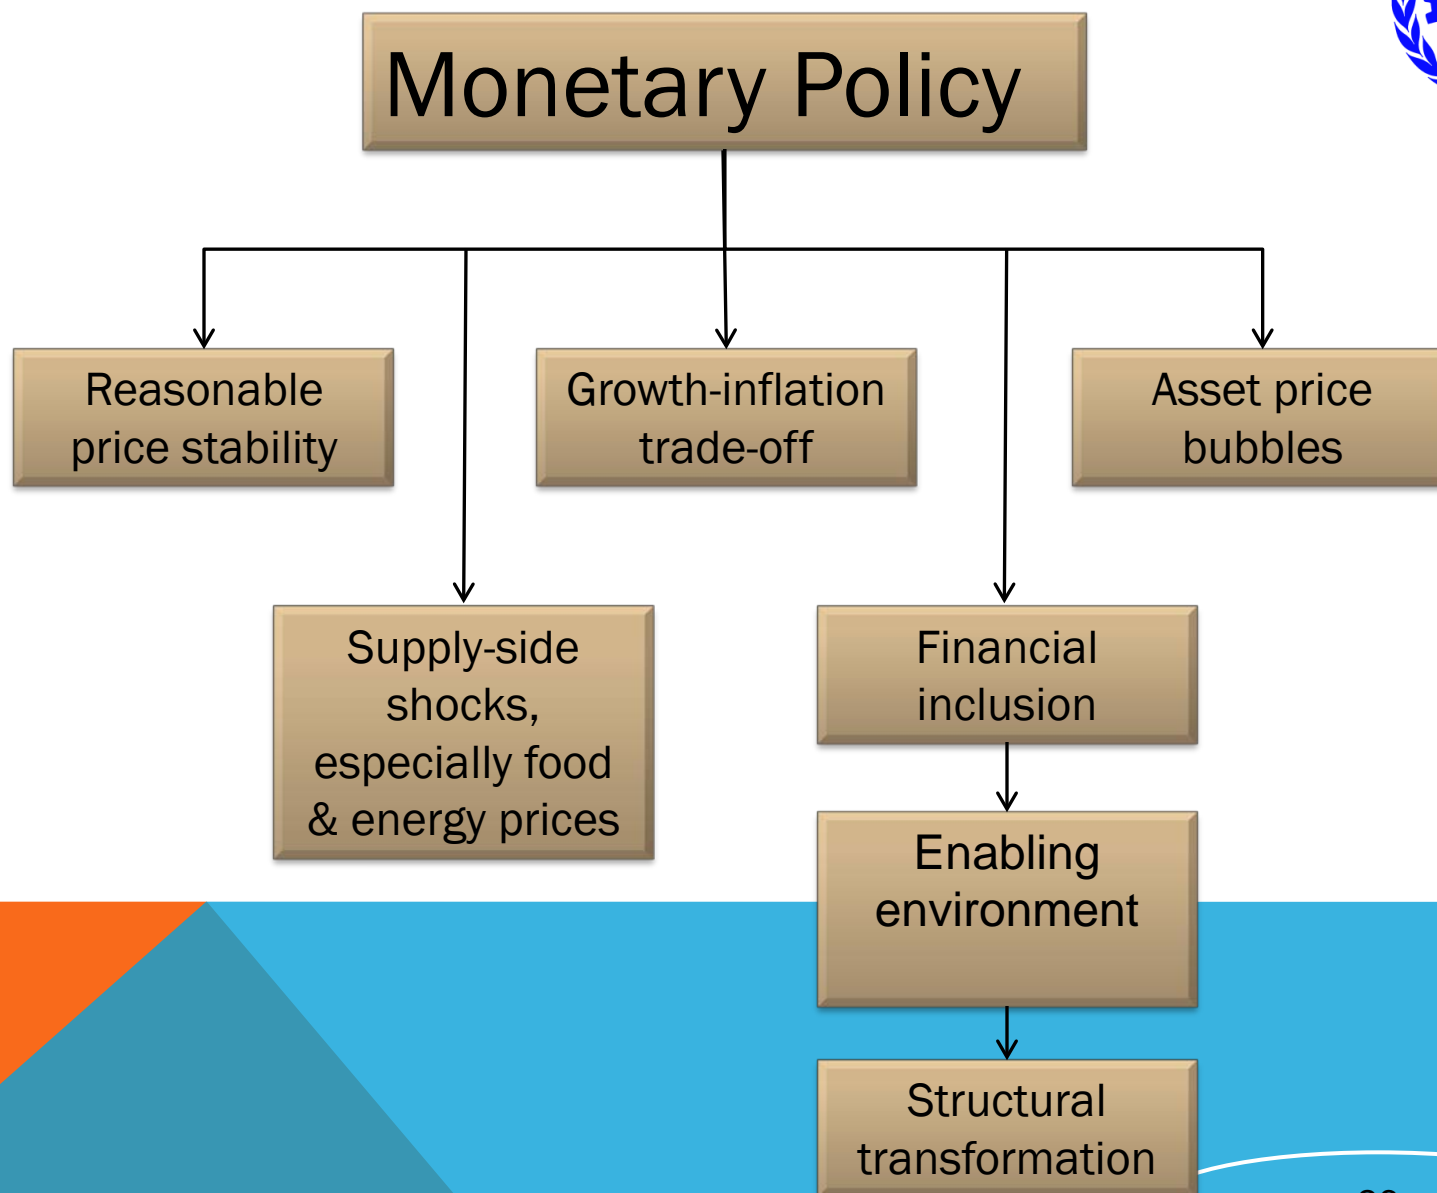 Monetary Policy
Reasonable
price stability
Growth-inflation
trade-off
Asset price
bubbles
Supply-side
shocks,
especially food
& energy prices
Financial
inclusion
Enabling
environment
Structural
transformation